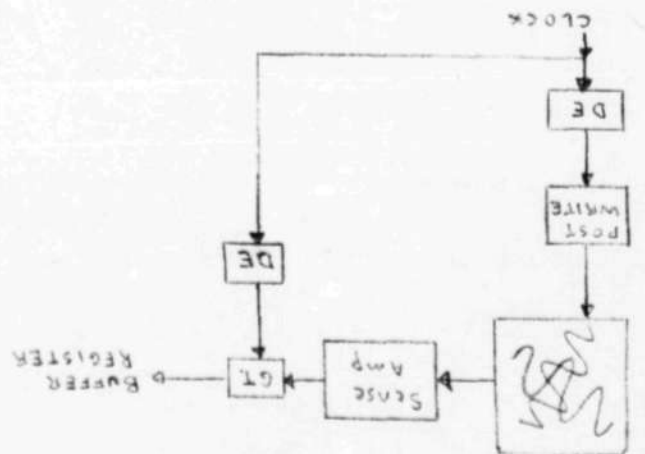 Sense
Amp
GT.
BUFFER
REGISTER
DE
POST
WRITE
DE
CLOCK